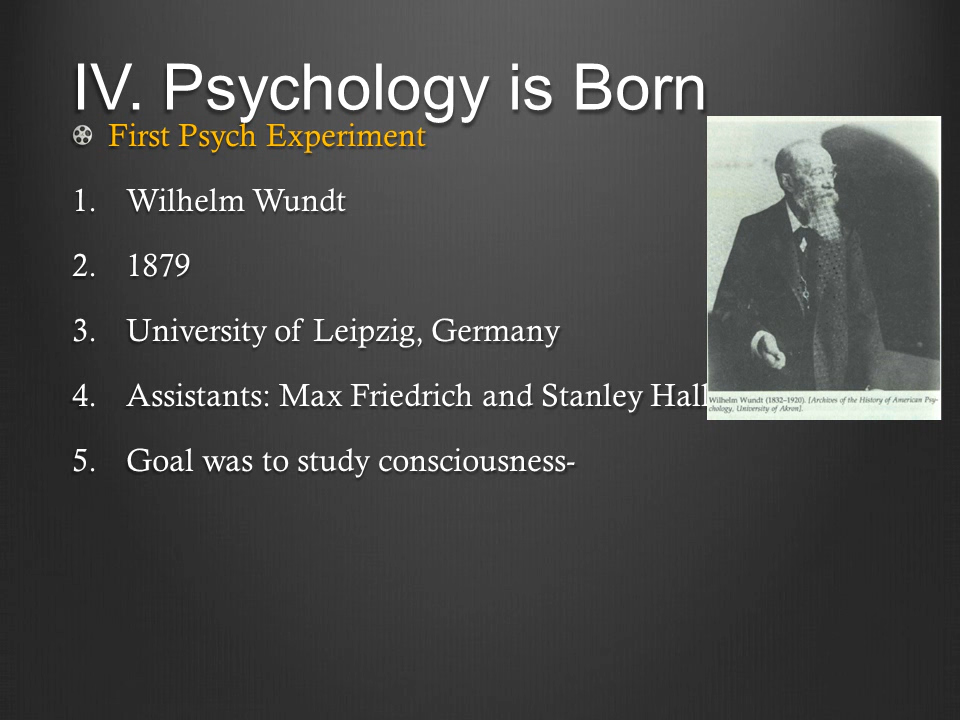 IV. Psychology is Born
First Psych Experiment
1. Wilhelm Wundt
2. 1879
3. University of Leipzig, Germany
4. Assistants: Max Friedrich and Stanley Hall
5. Goal was to study consciousness-
Wilhelm Wundt (1832–1920). [Archives of the History of American Psy-
chology, University of Akron].